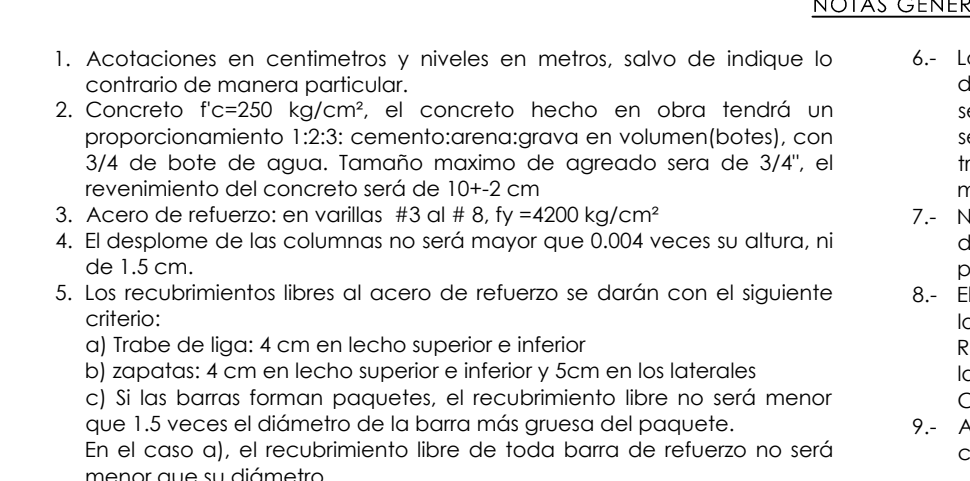 NOTAS GENER
1. Acotaciones en centimetros y niveles en metros, salvo de indique lo
contrario de manera particular.
2. Concreto f'c=250 kg/cm², el concreto hecho en obra tendrá un
proporcionamiento 1:2:3: cemento:arena:grava en volumen(botes), con
3/4 de bote de agua. Tamaño maximo de agreado sera de 3/4", el
revenimiento del concreto será de 10+-2 cm
3. Acero de refuerzo: en varillas #3 al # 8, fy =4200 kg/cm²
4. El desplome de las columnas no será mayor que 0.004 veces su altura, ni
de 1.5 cm.
5. Los recubrimientos libres al acero de refuerzo se darán con el siguiente
criterio:
a) Trabe de liga: 4 cm en lecho superior e inferior
b) zapatas: 4 cm en lecho superior e inferior y 5cm en los laterales
c) Si las barras forman paquetes, el recubrimiento libre no será menor
que 1.5 veces el diámetro de la barra más gruesa del paquete.
En el caso a), el recubrimiento libre de toda barra de refuerzo no será
menor que su diámetro
6.-
7.-
8.-
9.-